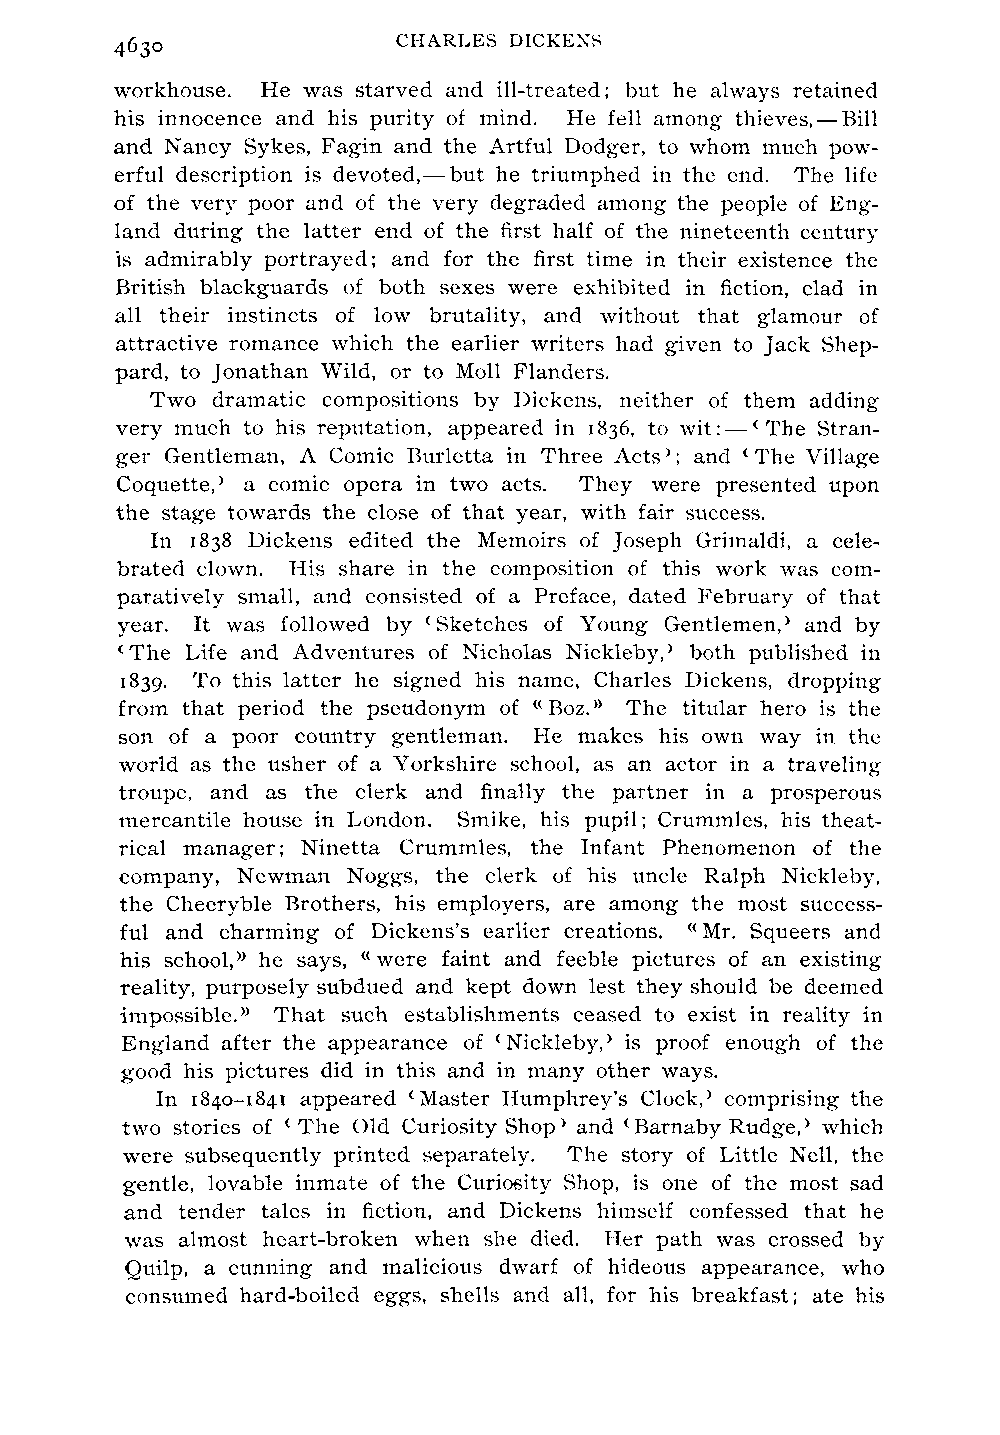 4630
CHARLES DICKENS
workhouse. He was starved and ill-treated; but he always retained
his innocence and his purity of mind. He fell among thieves,—Bill
and Nancy Sykes, Fagin and the Artful Dodger, to whom much pow-
erful description is devoted,—but he triumphed in the end. The life
of the very poor and of the very degraded among the people of Eng-
land during the latter end of the first half of the nineteenth century
is admirably portrayed; and for the first time in their existence the
British blackguards of both sexes were exhibited in fiction, clad in
all their instincts of low brutality, and without that glamour of
attractive romance which the earlier writers had given to Jack Shep-
pard, to Jonathan Wild, or to Moll Flanders.
Two dramatic compositions by Dickens, neither of them adding
very much to his reputation, appeared in 1836, to wit:—‘The Stran-
ger Gentleman, A Comic Burletta in Three Acts’; and ‘The Village
Coquette,’ a comic opera in two acts. They were presented upon
the stage towards the close of that year, with fair success.
In 1838 Dickens edited the Memoirs of Joseph Grimaldi, a cele-
brated clown. His share in the composition of this work was com-
paratively small, and consisted of a Preface, dated February of that
year. It was followed by ‘Sketches of Young Gentlemen,’ and by
‘The Life and Adventures of Nicholas Nickleby,’ both published in
1839. To this latter he signed his name, Charles Dickens, dropping
from that period the pseudonym of “Boz.” The titular hero is the
son of a poor country gentleman. He makes his own way in the
world as the usher of a Yorkshire school, as an actor in a traveling
troupe, and as the clerk and finally the partner in a prosperous
mercantile house in London. Smike, his pupil; Crummles, his theat-
rical manager; Ninetta Crummles, the Infant Phenomenon of the
company, Newman Noggs, the clerk of his uncle Ralph Nickleby,
the Cheeryble Brothers, his employers, are among the most success-
ful and charming of Dickens's earlier creations. “Mr. Squeers and
his school,” he says, “were faint and feeble pictures of an existing
reality, purposely subdued and kept down lest they should be deemed
impossible.” That such establishments ceased to exist in reality in
England after the appearance of ‘Nickleby,’ is proof enough of the
good his pictures did in this and in many other ways.
In 1840–1841 appeared ‘Master Humphrey's Clock,’ comprising the
two stories of ‘The Old Curiosity Shop’ and ‘Barnaby Rudge,’ which
were subsequently printed separately. The story of Little Nell, the
gentle, lovable inmate of the Curiosity Shop, is one of the most sad
and tender tales in fiction, and Dickens himself confessed that he
was almost heart-broken when she died. Her path was crossed by
Quilp, a cunning and malicious dwarf of hideous appearance, who
consumed hard-boiled eggs, shells and all, for his breakfast; ate his